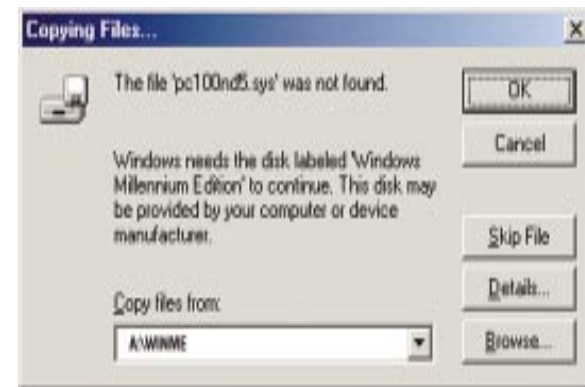 Copying Files...
The file 'pc100nd5.sys' was not found.
OK
Cancel
Windows needs the disk labeled 'Windows
Millennium Edition' to continue. This disk may
be provided by your computer or device
manufacturer.
Skip File
Details...
Browse...
Copy files from:
A:\WINME